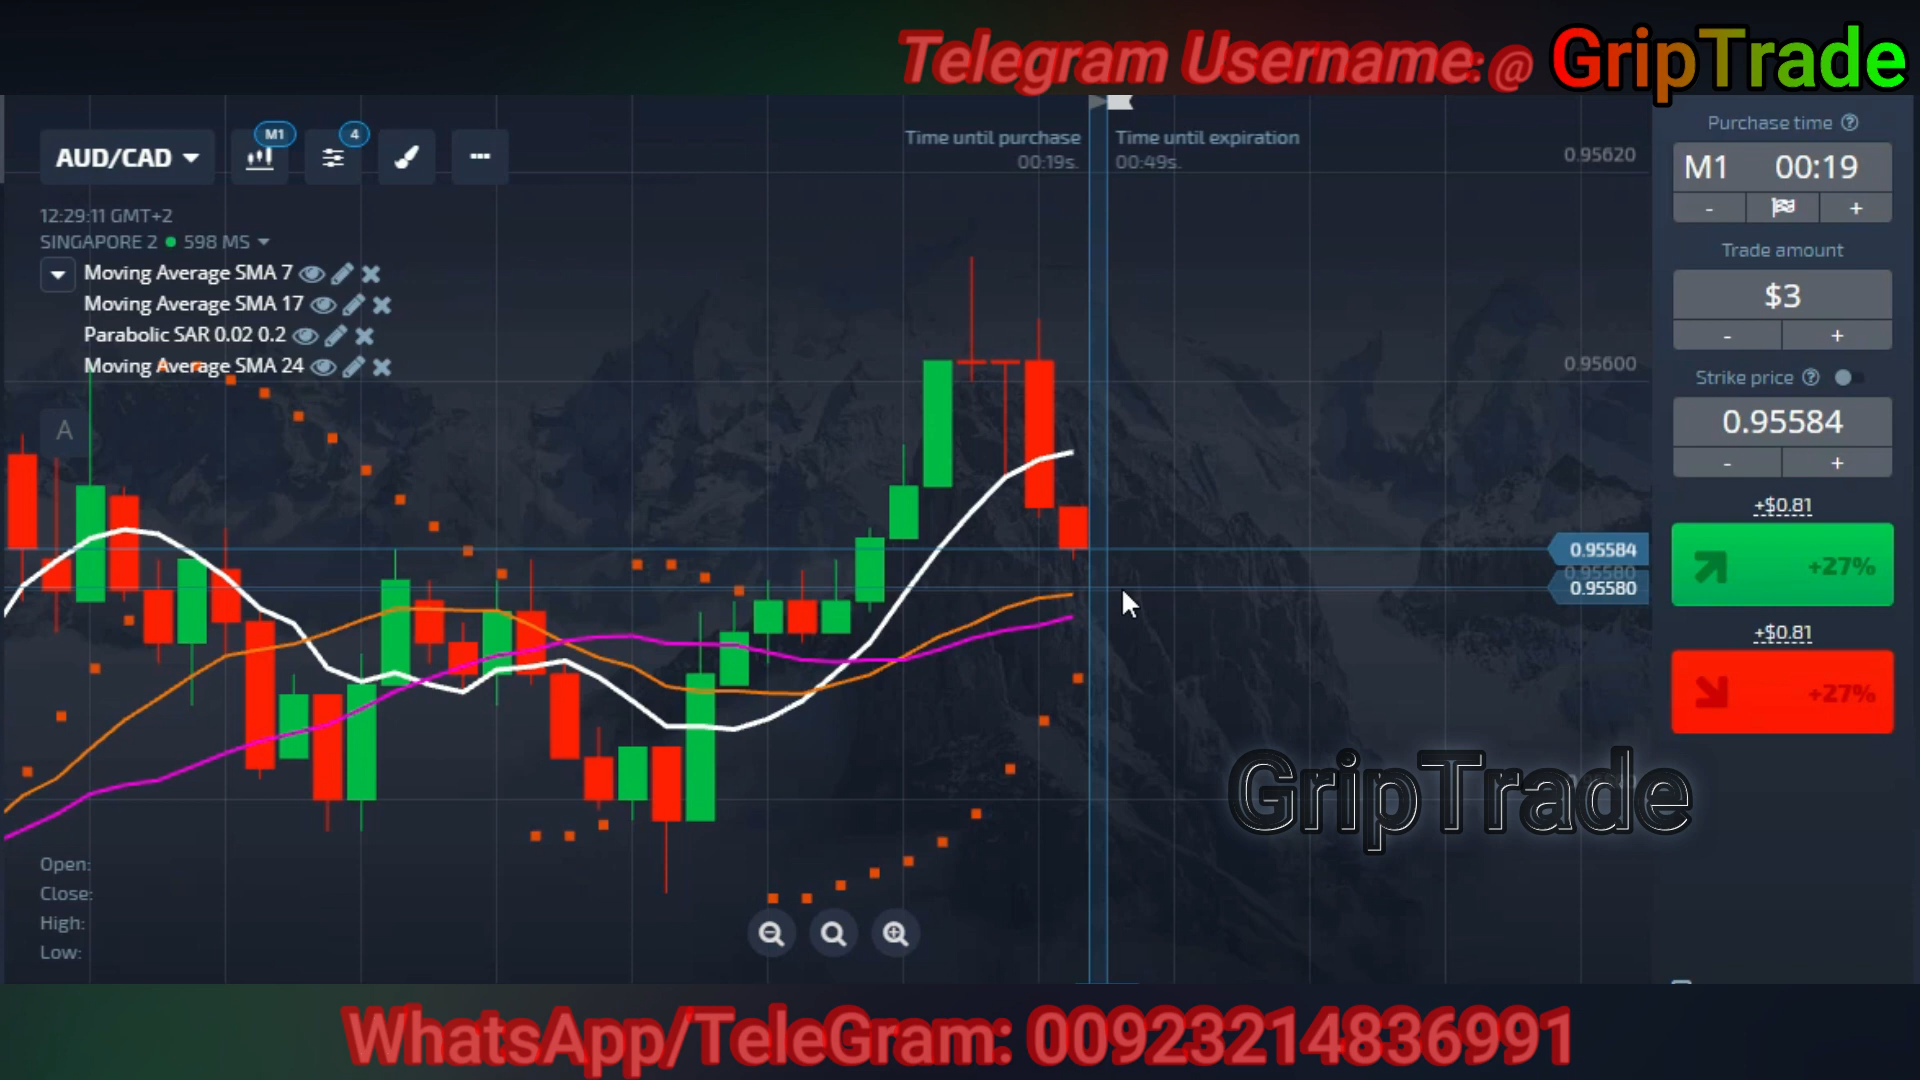 Telegram Username:@ GripTrade
AUD/CAD
M1
4
Time until purchase
00:19s.
Time until expiration
00:49s.
0.95620
Purchase time
M1 00:19
- +
12:29:11 GMT+2
SINGAPORE 2 598 MS
Moving Average SMA 7
Moving Average SMA 17
Parabolic SAR 0.02 0.2
Moving Average SMA 24
Trade amount
$3
- +
0.95600
Strike price
0.95584
- +
A
+$0.81
+27%
0.95584
0.95580
0.95580
+$0.81
+27%
GripTrade
Open:
Close:
High:
Low:
WhatsApp/TeleGram: 00923214836991